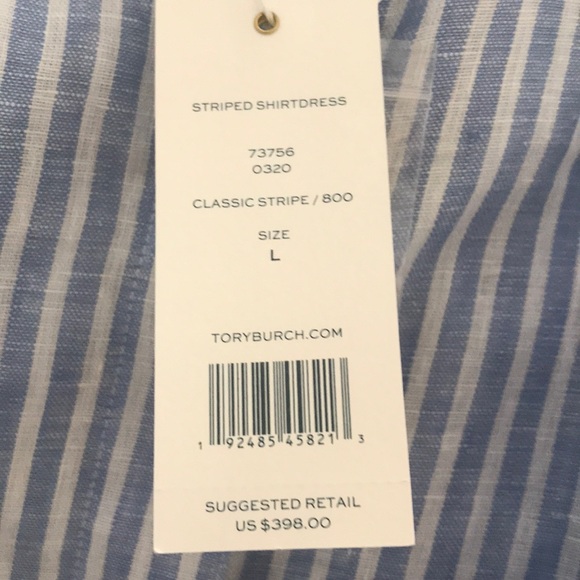 STRIPED SHIRTDRESS
73756
0320
CLASSIC STRIPE / 800
SIZE
L
TORYBURCH.COM
1 92485 45821 3
SUGGESTED RETAIL
US $398.00